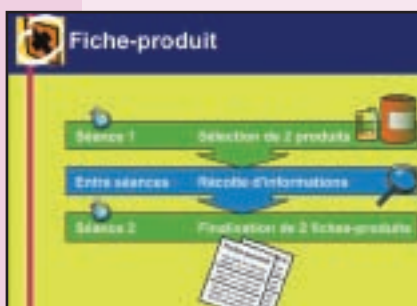 Fiche-produit
Séance 1 Sélection de 2 produits
Entre séances Récolte d'informations
Séance 2 Finalisation de 2 fiches-produits